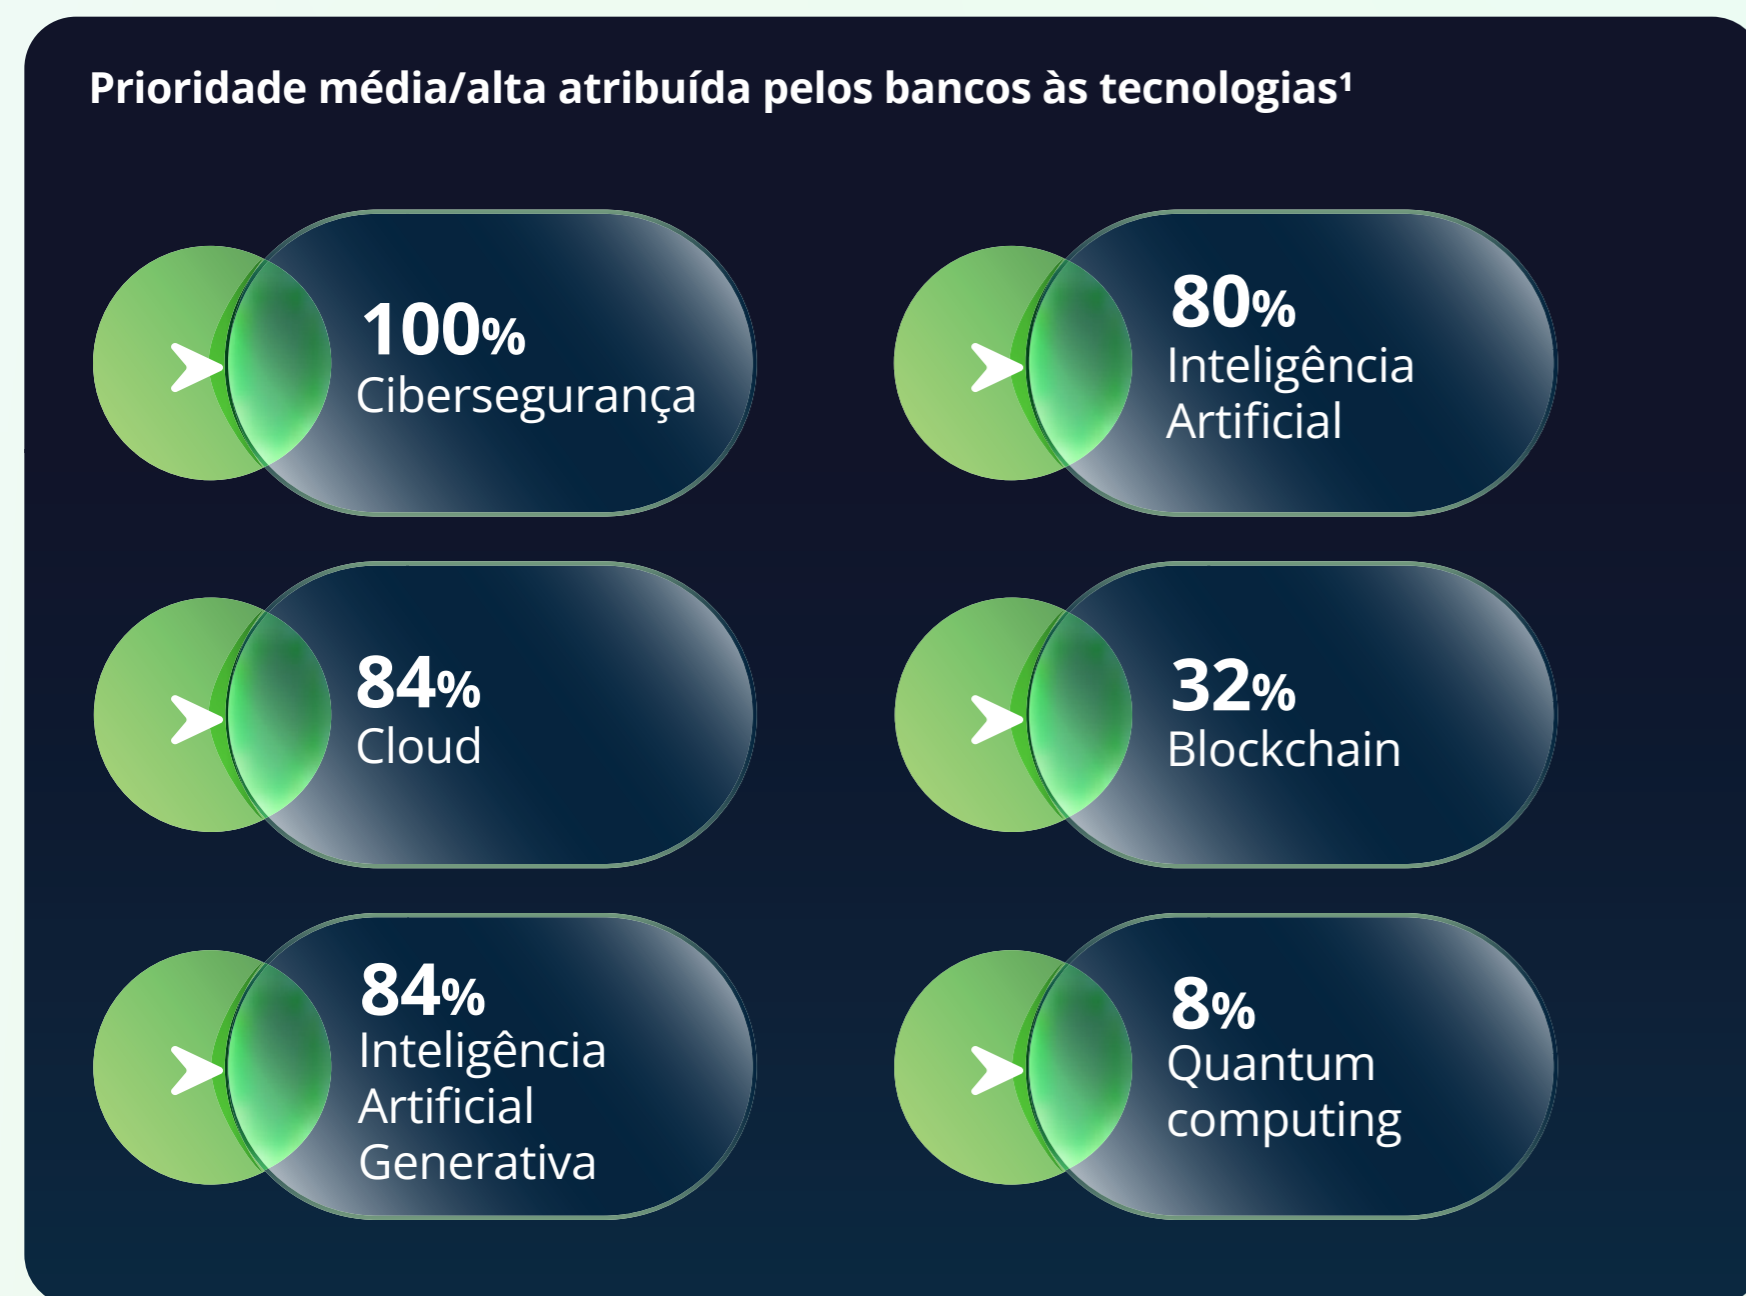 Prioridade média/alta atribuída pelos bancos às tecnologias¹
100%
Cibersegurança
84%
Cloud
84%
Inteligência
Artificial
Generativa
80%
Inteligência
Artificial
32%
Blockchain
8%
Quantum
computing